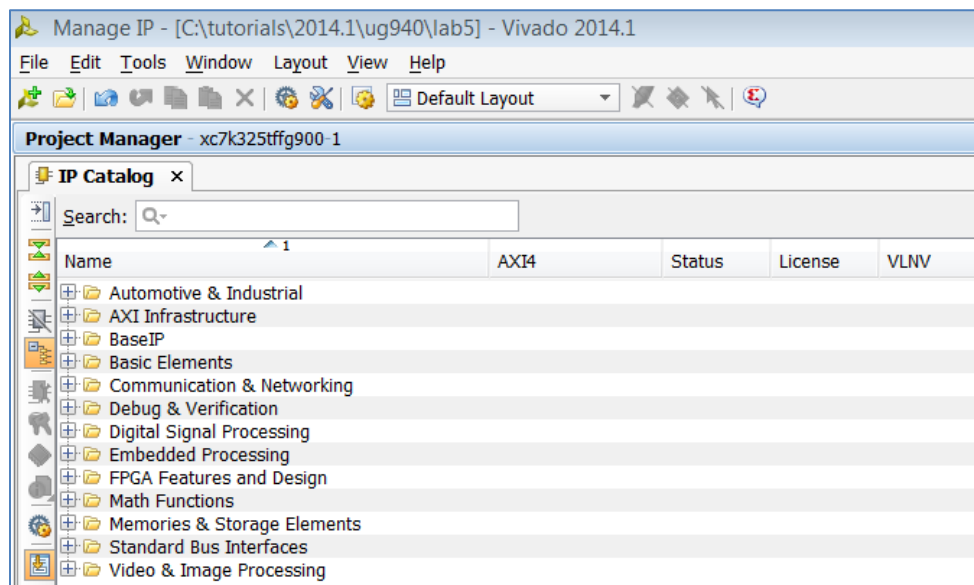 Manage IP - [C:\tutorials\2014.1\ug940\lab5] - Vivado 2014.1
File Edit Tools Window Layout View Help
Default Layout
Project Manager - xc7k325tffg900-1
IP Catalog ×
Search:
Name 1 AXI4 Status License VLNV
Automotive & Industrial
AXI Infrastructure
BaseIP
Basic Elements
Communication & Networking
Debug & Verification
Digital Signal Processing
Embedded Processing
FPGA Features and Design
Math Functions
Memories & Storage Elements
Standard Bus Interfaces
Video & Image Processing